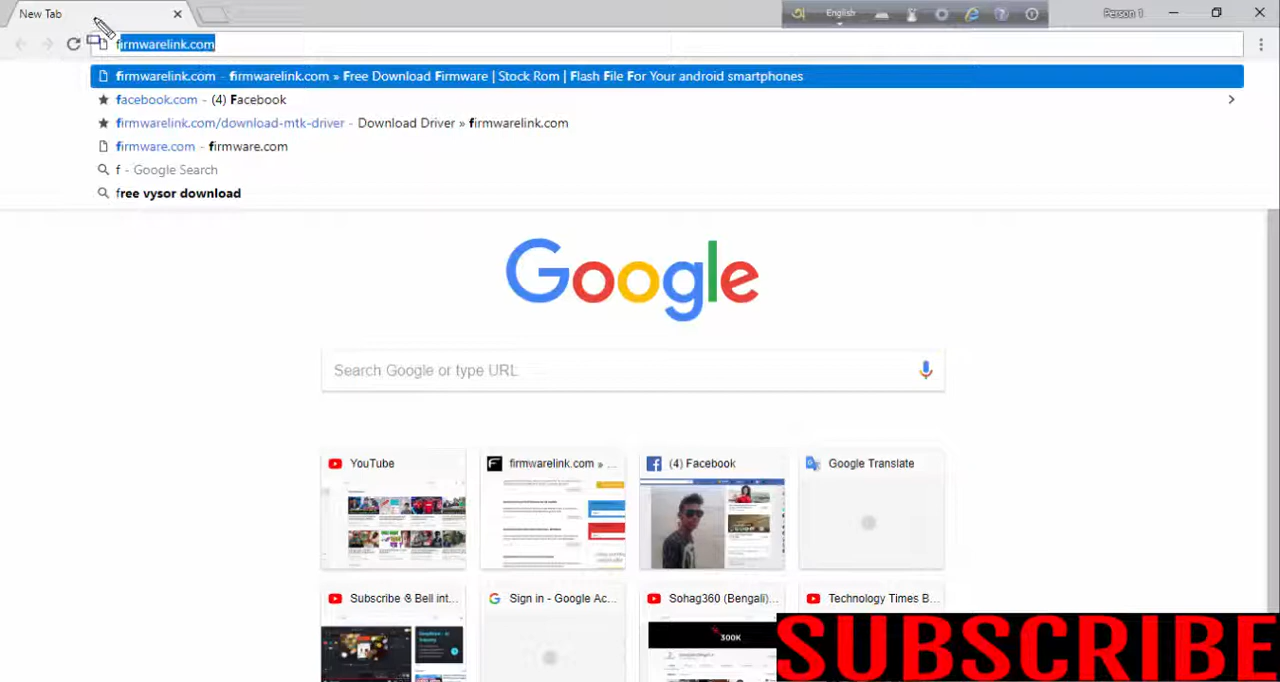 New Tab
অ English
Person 1
firmwarelink.com
firmwarelink.com - firmwarelink.com » Free Download Firmware | Stock Rom | Flash File For Your android smartphones
facebook.com - (4) Facebook
firmwarelink.com/download-mtk-driver - Download Driver » firmwarelink.com
firmware.com - firmware.com
f - Google Search
free vysor download
Google
Search Google or type URL
YouTube
firmwarelink.com » ...
(4) Facebook
Google Translate
Subscribe ও Bell int...
Sign in - Google Ac...
Sohag360 (Bengali)...
Technology Times B...
300K
SUBSCRIBE